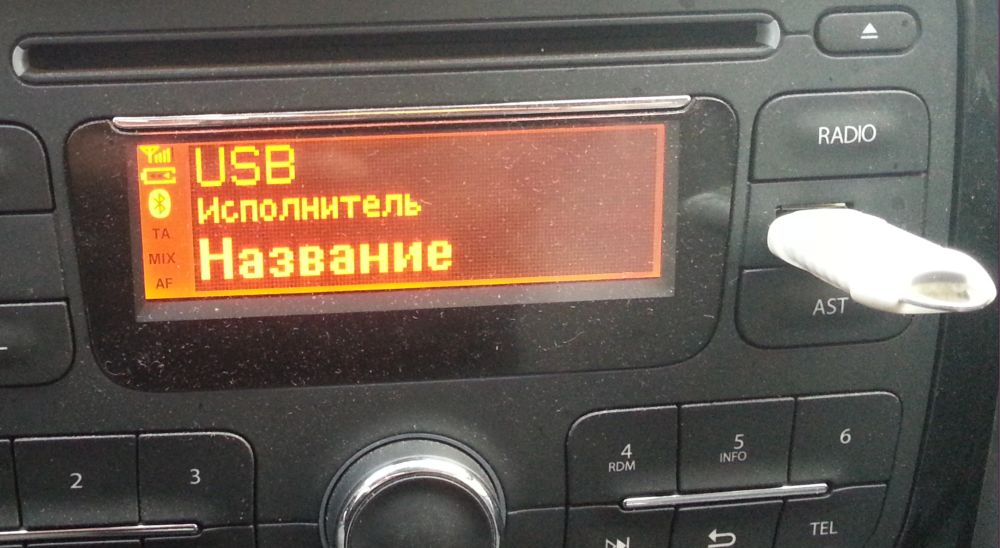 RADIO
USB
Исполнитель
Название
TA
MIX
AF
AST
2
3
4
RDM
5
INFO
6
TEL